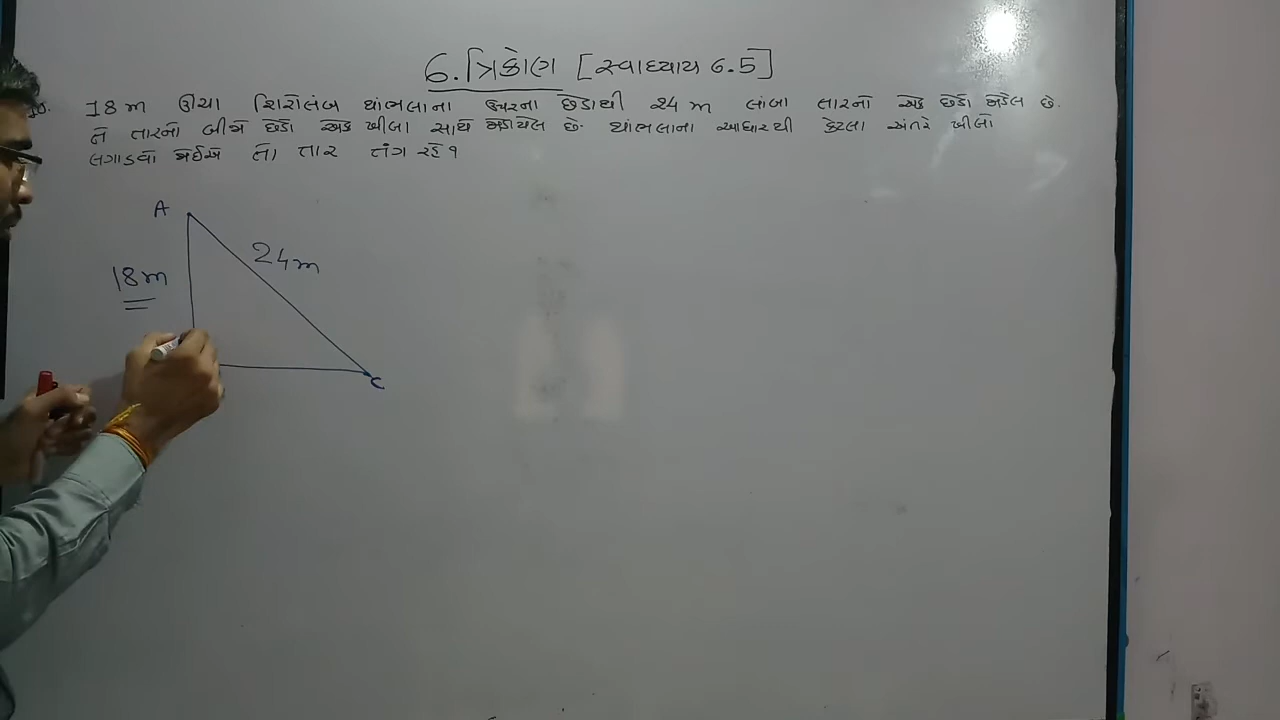 6. ત્રિકોણ [સ્વાધ્યાય 6.5]
18 m ઊંચા શિરોલંબ થાંભલાના ઉપરના છેડાથી 24 m લાંબા તારનો એક છેડો જોડેલ છે.
તે તારનો બીજો છેડો એક ખીલા સાથે જોડાયેલ છે. થાંભલાના આધારથી કેટલા અંતરે ખીલો
લગાડવો જોઈએ તો તાર તંગ રહે?
A
24m
18m
C